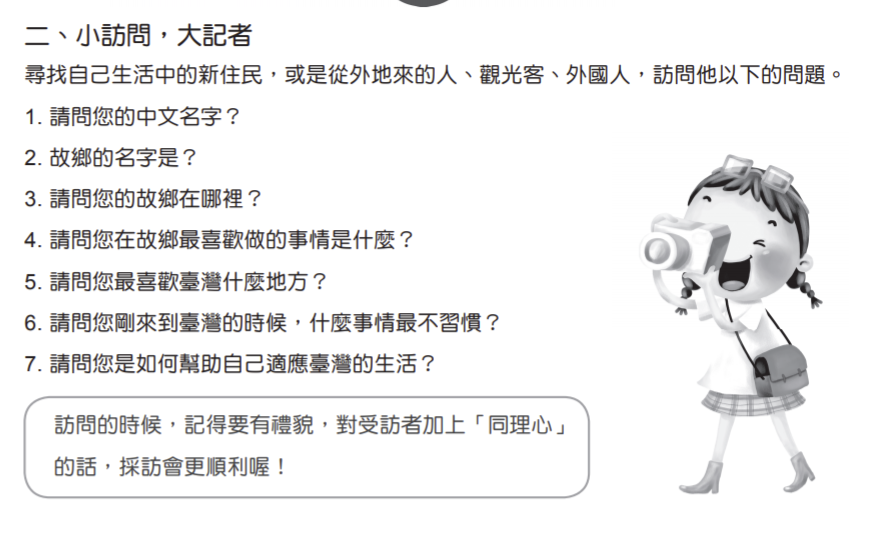 二、小訪問，大記者
尋找自己生活中的新住民，或是從外地來的人、觀光客、外國人，訪問他以下的問題。
1. 請問您的中文名字？
2. 故鄉的名字是？
3. 請問您的故鄉在哪裡？
4. 請問您在故鄉最喜歡做的事情是什麼？
5. 請問您最喜歡臺灣什麼地方？
6. 請問您剛來到臺灣的時候，什麼事情最不習慣？
7. 請問您是如何幫助自己適應臺灣的生活？
訪問的時候，記得要有禮貌，對受訪者加上「同理心」
的話，採訪會更順利喔！